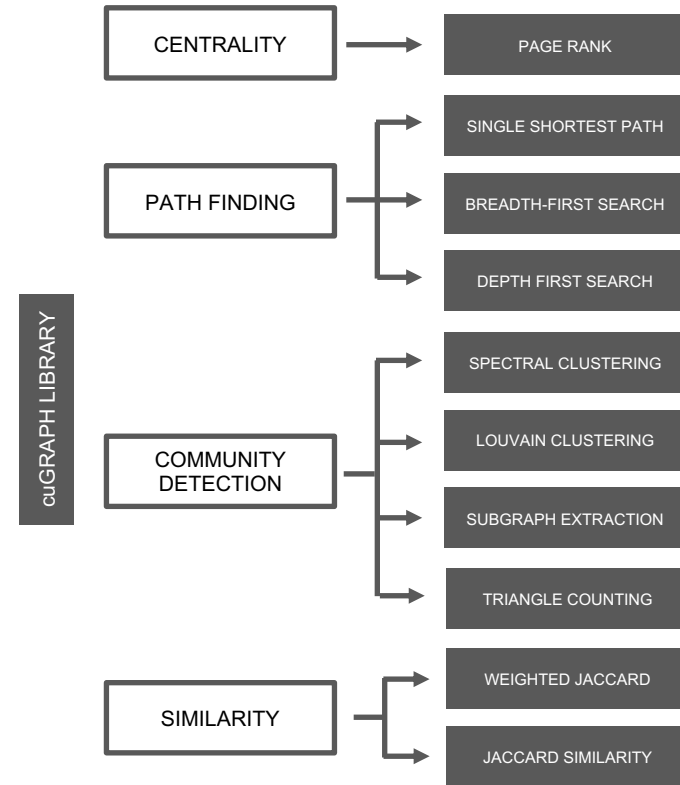 cuGRAPH LIBRARY
CENTRALITY
PAGE RANK
PATH FINDING
SINGLE SHORTEST PATH
BREADTH-FIRST SEARCH
DEPTH FIRST SEARCH
COMMUNITY
DETECTION
SPECTRAL CLUSTERING
LOUVAIN CLUSTERING
SUBGRAPH EXTRACTION
TRIANGLE COUNTING
SIMILARITY
WEIGHTED JACCARD
JACCARD SIMILARITY